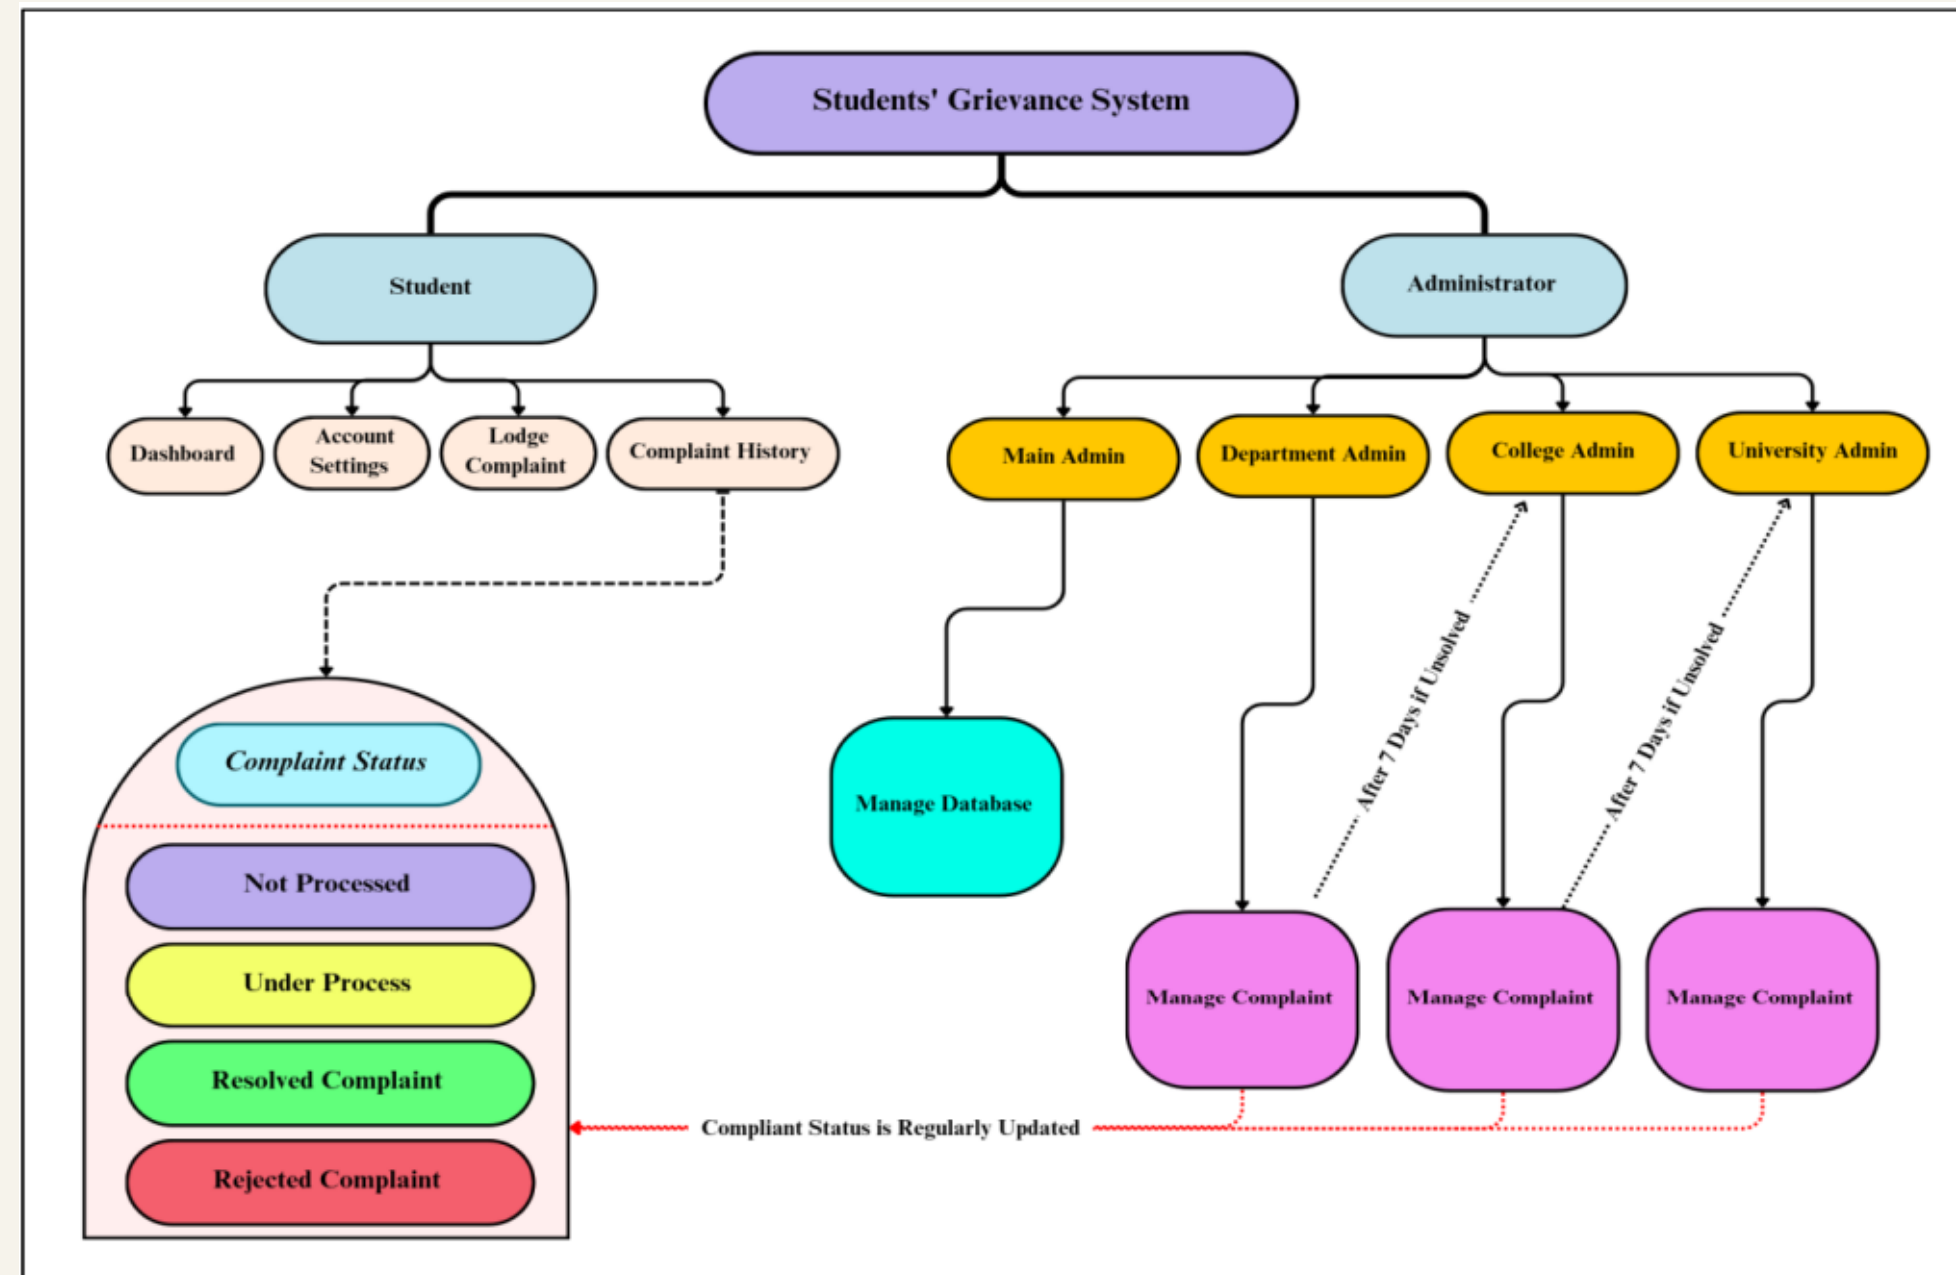 Students' Grievance System
Student
Administrator
Dashboard
Account
Settings
Lodge
Complaint
Complaint History
Main Admin
Department Admin
College Admin
University Admin
After 7 Days if Unsolved
After 7 Days if Unsolved
Complaint Status
Manage Database
Not Processed
Under Process
Resolved Complaint
Rejected Complaint
Manage Complaint
Manage Complaint
Manage Complaint
Compliant Status is Regularly Updated